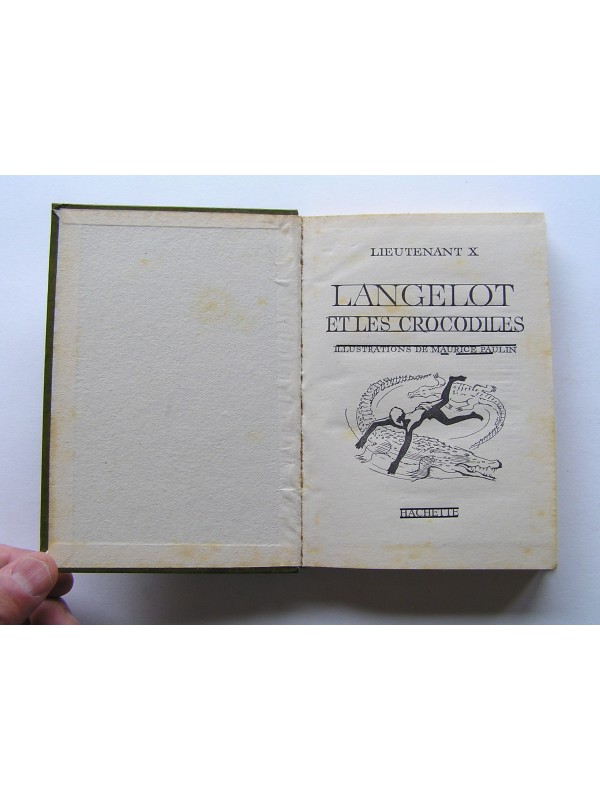 LIEUTENANT X
LANGELOT
ET LES CROCODILES
ILLUSTRATIONS DE MAURICE PAULIN
HACHETTE